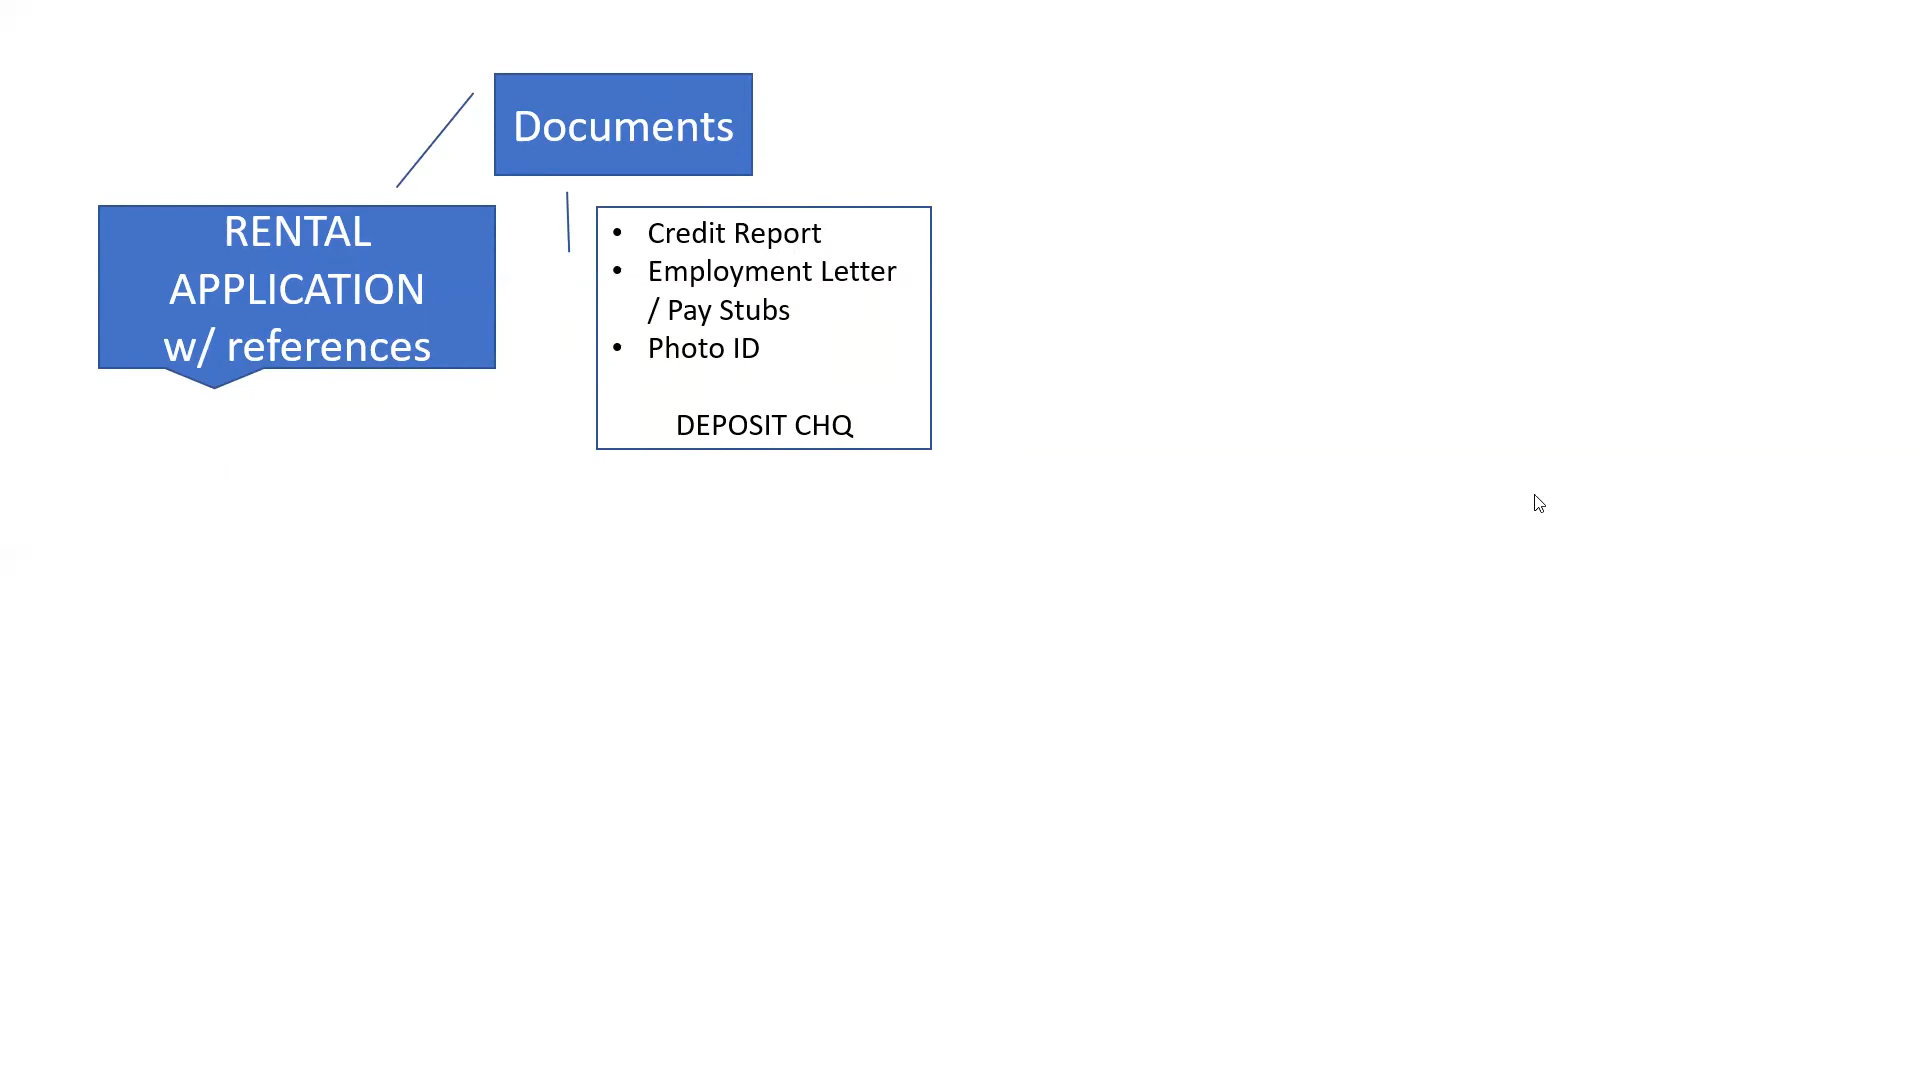 Documents
RENTAL
APPLICATION
w/ references
• Credit Report
• Employment Letter
/ Pay Stubs
• Photo ID
DEPOSIT CHQ